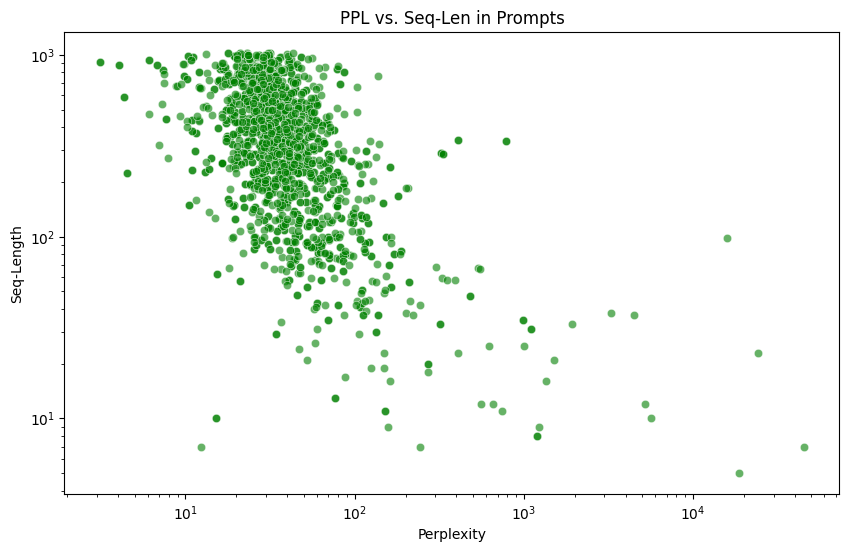 PPL vs. Seq-Len in Prompts
10³
10²
10¹
Seq-Length
10¹
10²
10³
10⁴
Perplexity